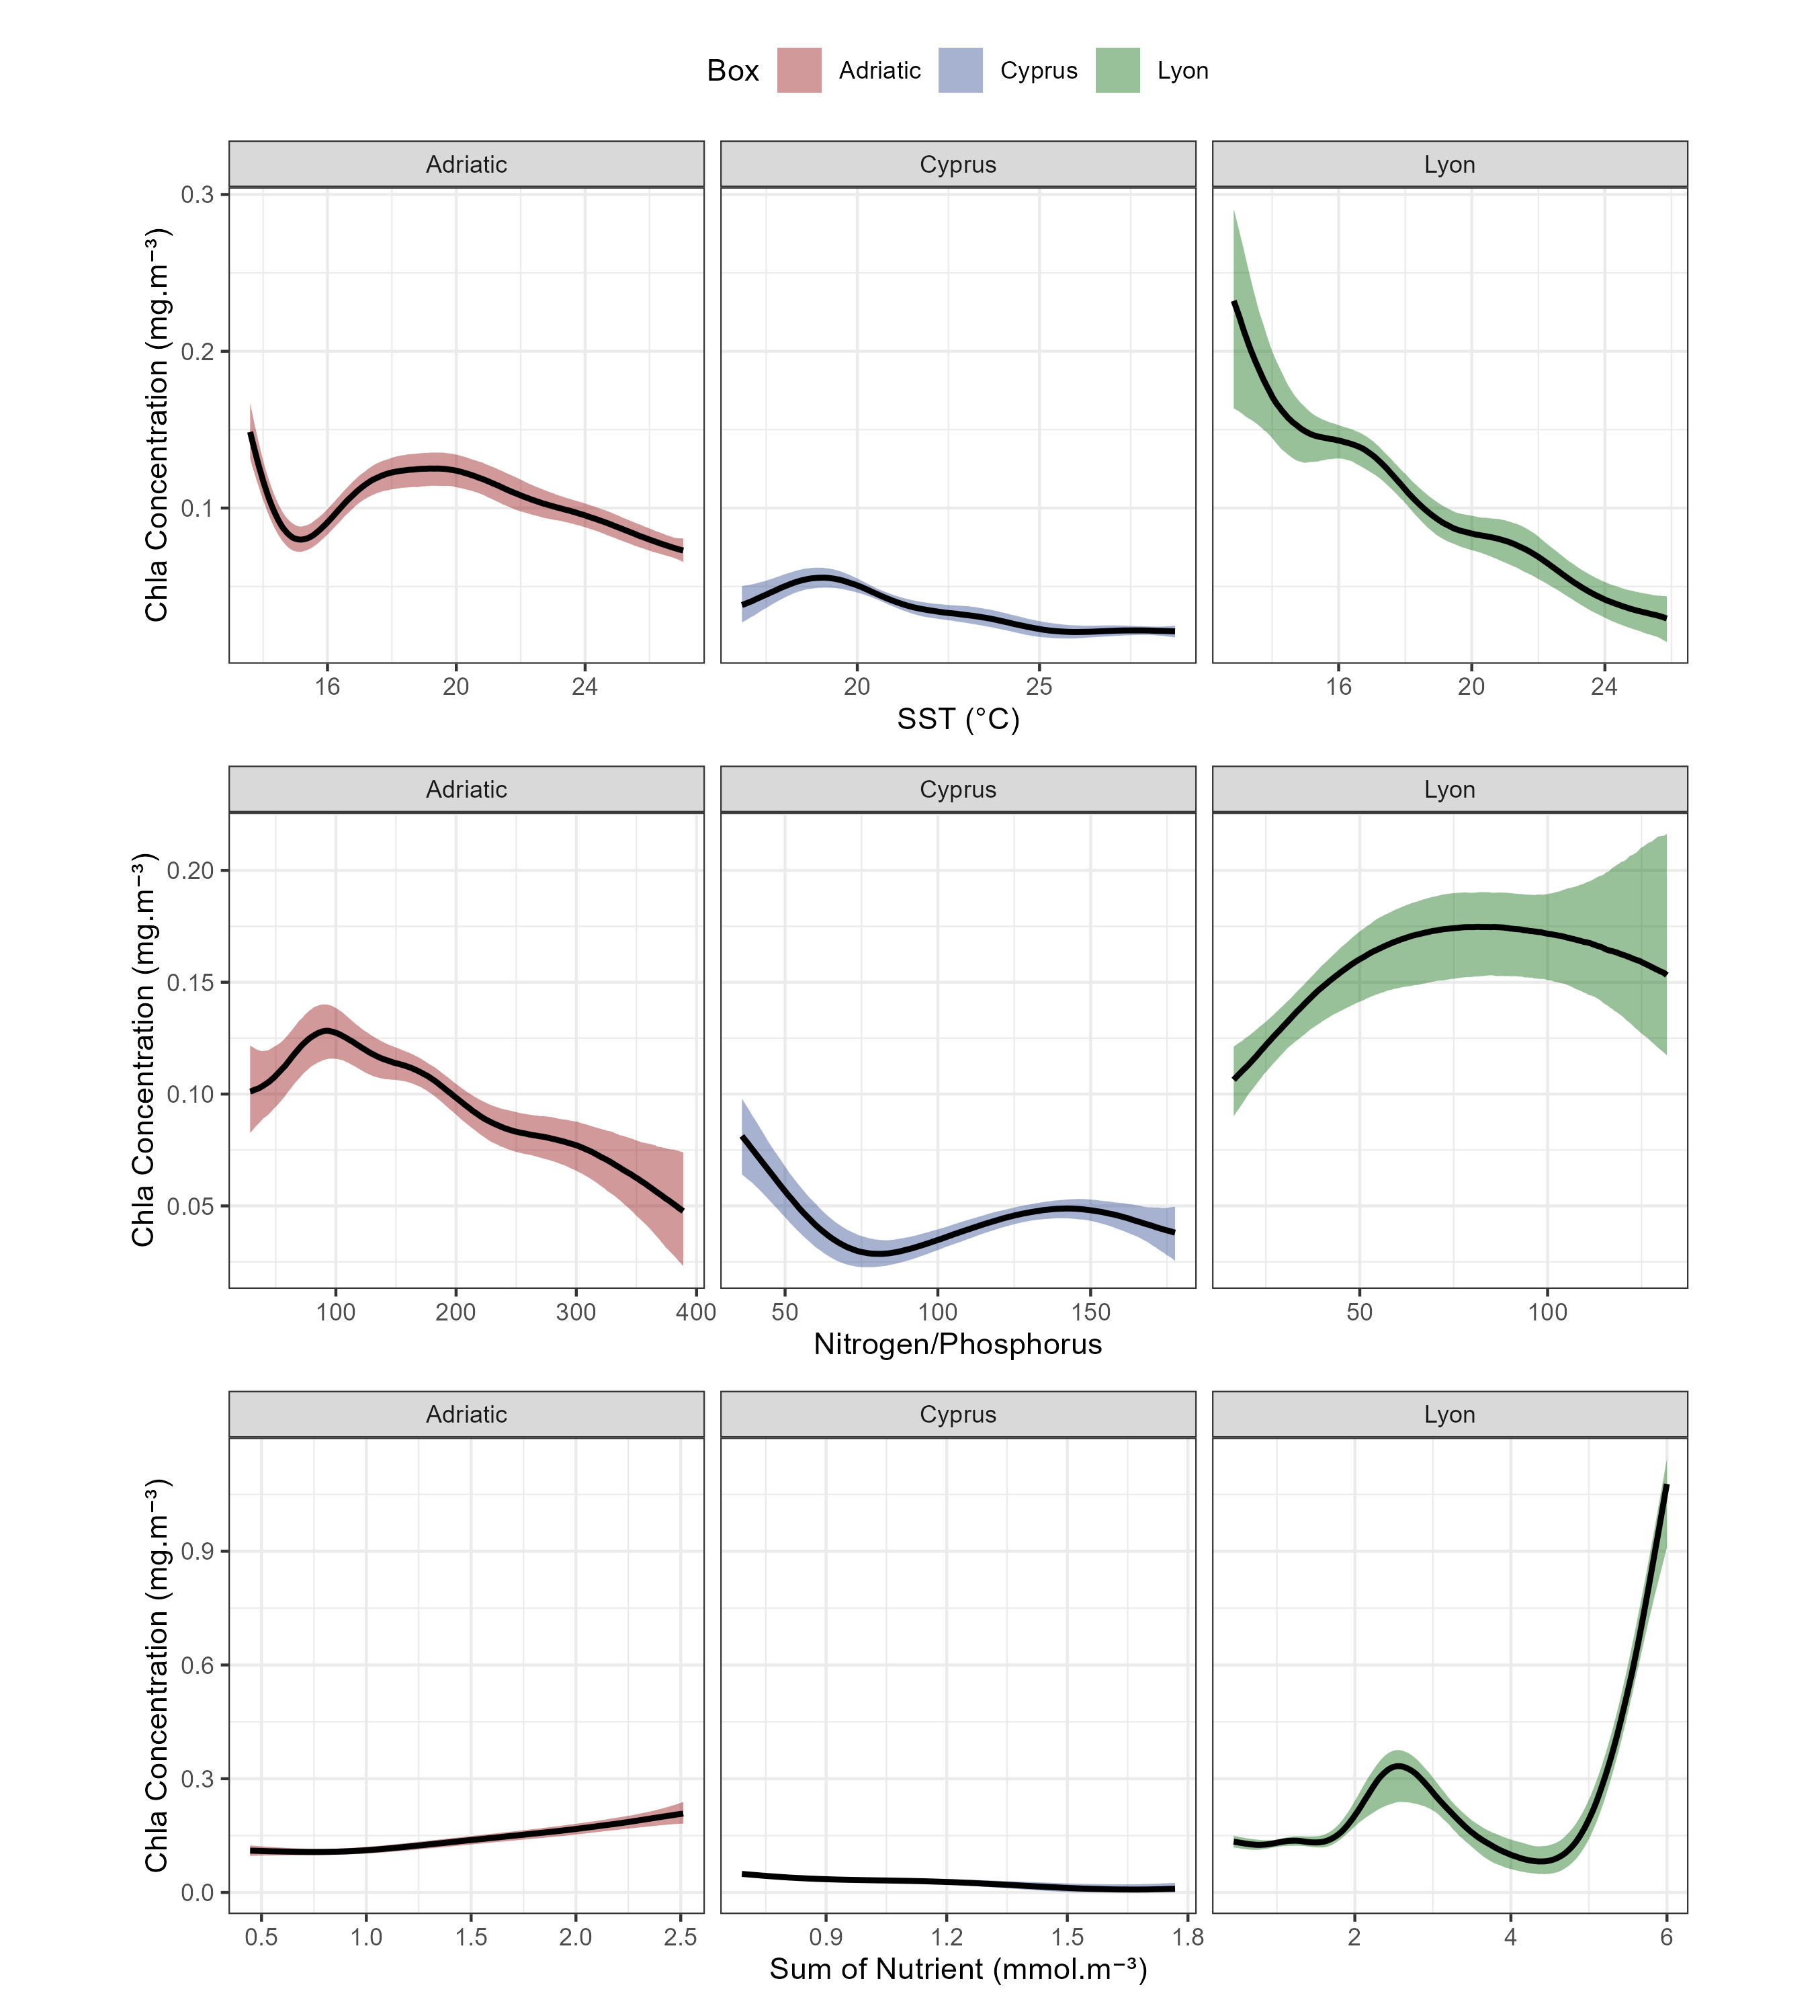 Box Adriatic Cyprus Lyon
Adriatic Cyprus Lyon
0.3
0.2
0.1
Chla Concentration (mg.m⁻³)
16 20 24 20 25 16 20 24
SST (°C)
Adriatic Cyprus Lyon
0.20
0.15
0.10
0.05
Chla Concentration (mg.m⁻³)
100 200 300 400 50 100 150 50 100
Nitrogen/Phosphorus
Adriatic Cyprus Lyon
0.9
0.6
0.3
0.0
Chla Concentration (mg.m⁻³)
0.5 1.0 1.5 2.0 2.5 0.9 1.2 1.5 1.8 2 4 6
Sum of Nutrient (mmol.m⁻³)